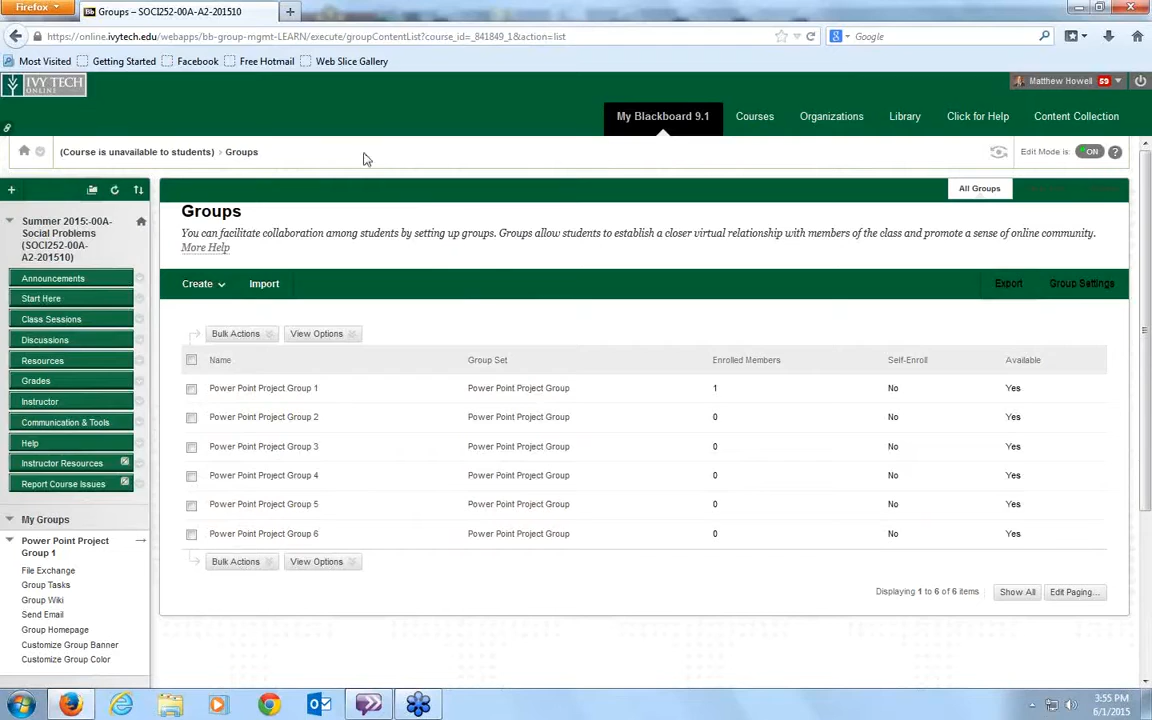 Firefox
Groups – SOCI252-00A-A2-201510
https://online.ivytech.edu/webapps/bb-group-mgmt-LEARN/execute/groupContentList?course_id=_841849_1&action=list
Google
Most Visited
Getting Started
Facebook
Free Hotmail
Web Slice Gallery
IVY TECH
ONLINE
Matthew Howell 59
My Blackboard 9.1
Courses
Organizations
Library
Click for Help
Content Collection
(Course is unavailable to students) > Groups
Edit Mode is: ON ?
All Groups
Summer 2015:-00A-
Social Problems
(SOCI252-00A-
A2-201510)
Announcements
Start Here
Class Sessions
Discussions
Resources
Grades
Instructor
Communication & Tools
Help
Instructor Resources
Report Course Issues
My Groups
Power Point Project
Group 1
File Exchange
Group Tasks
Group Wiki
Send Email
Group Homepage
Customize Group Banner
Customize Group Color
Groups
You can facilitate collaboration among students by setting up groups. Groups allow students to establish a closer virtual relationship with members of the class and promote a sense of online community.
More Help
Create
Import
Export
Group Settings
Bulk Actions
View Options
Name Group Set Enrolled Members Self-Enroll Available
Power Point Project Group 1 Power Point Project Group 1 No Yes
Power Point Project Group 2 Power Point Project Group 0 No Yes
Power Point Project Group 3 Power Point Project Group 0 No Yes
Power Point Project Group 4 Power Point Project Group 0 No Yes
Power Point Project Group 5 Power Point Project Group 0 No Yes
Power Point Project Group 6 Power Point Project Group 0 No Yes
Bulk Actions
View Options
Displaying 1 to 6 of 6 items
Show All
Edit Paging...
3:55 PM
6/1/2015